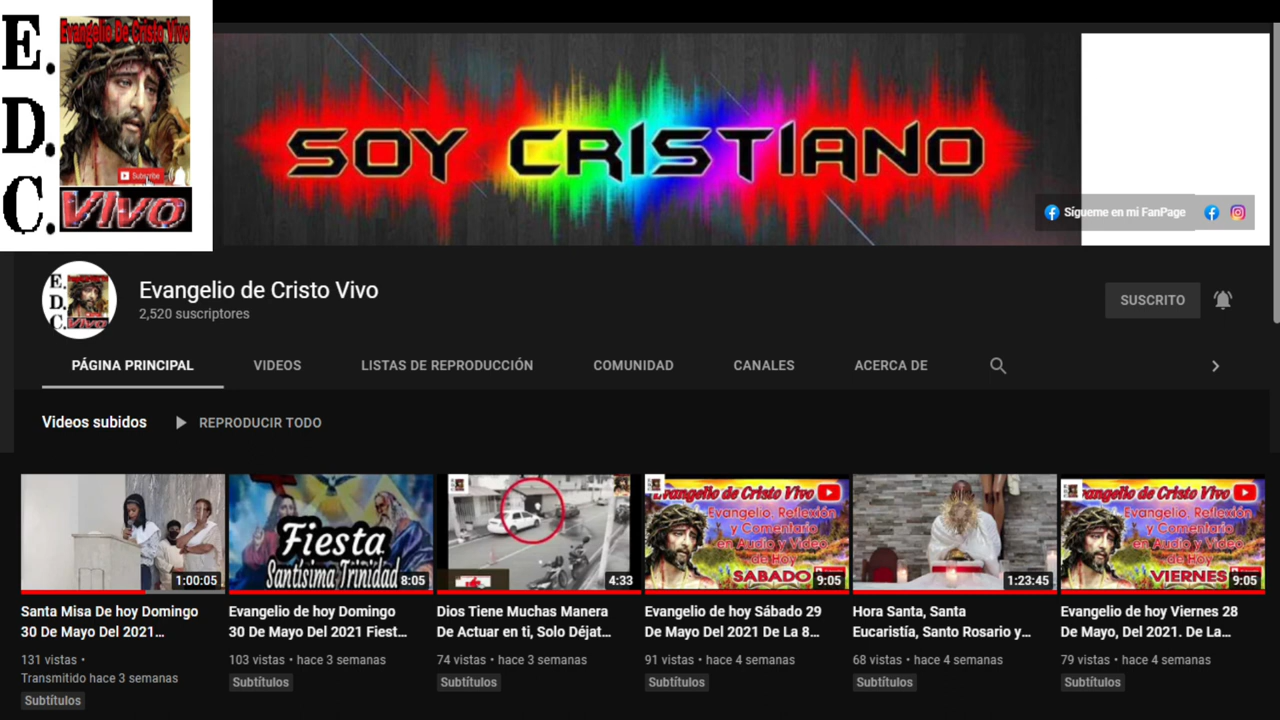 E.
D.
C.
Evangelio De Cristo Vivo
Subscribe
Vivo
SOY CRISTIANO
Sígueme en mi FanPage
E.
D.
C.
Vivo
Evangelio de Cristo Vivo
2,520 suscriptores
SUSCRITO
PÁGINA PRINCIPAL
VIDEOS
LISTAS DE REPRODUCCIÓN
COMUNIDAD
CANALES
ACERCA DE
Videos subidos
REPRODUCIR TODO
1:00:05
Santa Misa De hoy Domingo
30 De Mayo Del 2021…
131 vistas •
Transmitido hace 3 semanas
Subtítulos
Fiesta
Santísima Trinidad
8:05
Evangelio de hoy Domingo
30 De Mayo Del 2021 Fiest…
103 vistas • hace 3 semanas
Subtítulos
4:33
Dios Tiene Muchas Manera
De Actuar en ti, Solo Déjat…
74 vistas • hace 3 semanas
Subtítulos
Evangelio de Cristo Vivo
Evangelio, Reflexión
y Comentario
en Audio y Video
de Hoy
SABADO
9:05
Evangelio de hoy Sábado 29
De Mayo Del 2021 De La 8…
91 vistas • hace 4 semanas
Subtítulos
1:23:45
Hora Santa, Santa
Eucaristía, Santo Rosario y…
68 vistas • hace 4 semanas
Subtítulos
Evangelio de Cristo Vivo
Evangelio, Reflexión
y Comentario
en Audio y Video
de Hoy
VIERNES
9:05
Evangelio de hoy Viernes 28
De Mayo, Del 2021. De La…
79 vistas • hace 4 semanas
Subtítulos